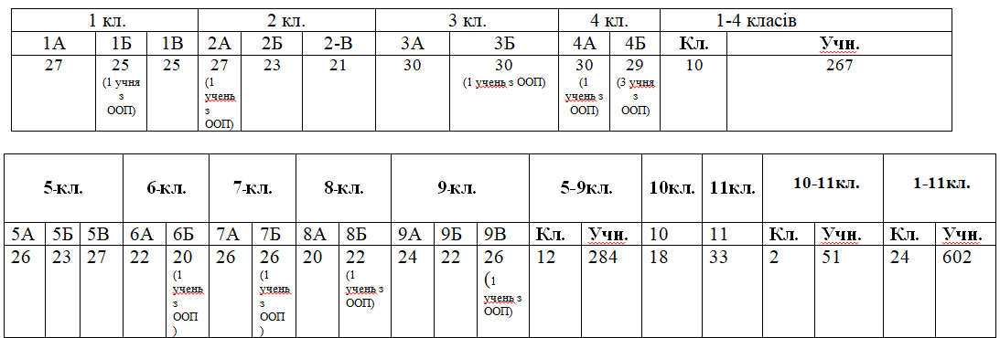 1 кл. 2 кл. 3 кл. 4 кл. 1-4 класів
1А 1Б 1В 2А 2Б 2-В 3А 3Б 4А 4Б Кл. Учн.
27 25 25 27 23 21 30 30 30 29 10 267
(1 учня (1 (1 учень з ООП) (1 (3 учня
з учень учень з з
ООП) з ООП) ООП)
ООП)
5-кл. 6-кл. 7-кл. 8-кл. 9-кл. 5-9кл. 10кл. 11кл. 10-11кл. 1-11кл.
5А 5Б 5В 6А 6Б 7А 7Б 8А 8Б 9А 9Б 9В Кл. Учн. 10 11 Кл. Учн. Кл. Учн.
26 23 27 22 20 26 26 20 22 24 22 26 12 284 18 33 2 51 24 602
(1 (1 (1 (1
учень учень учень з учень з
з з ООП) ООП)
ООП ООП
) )